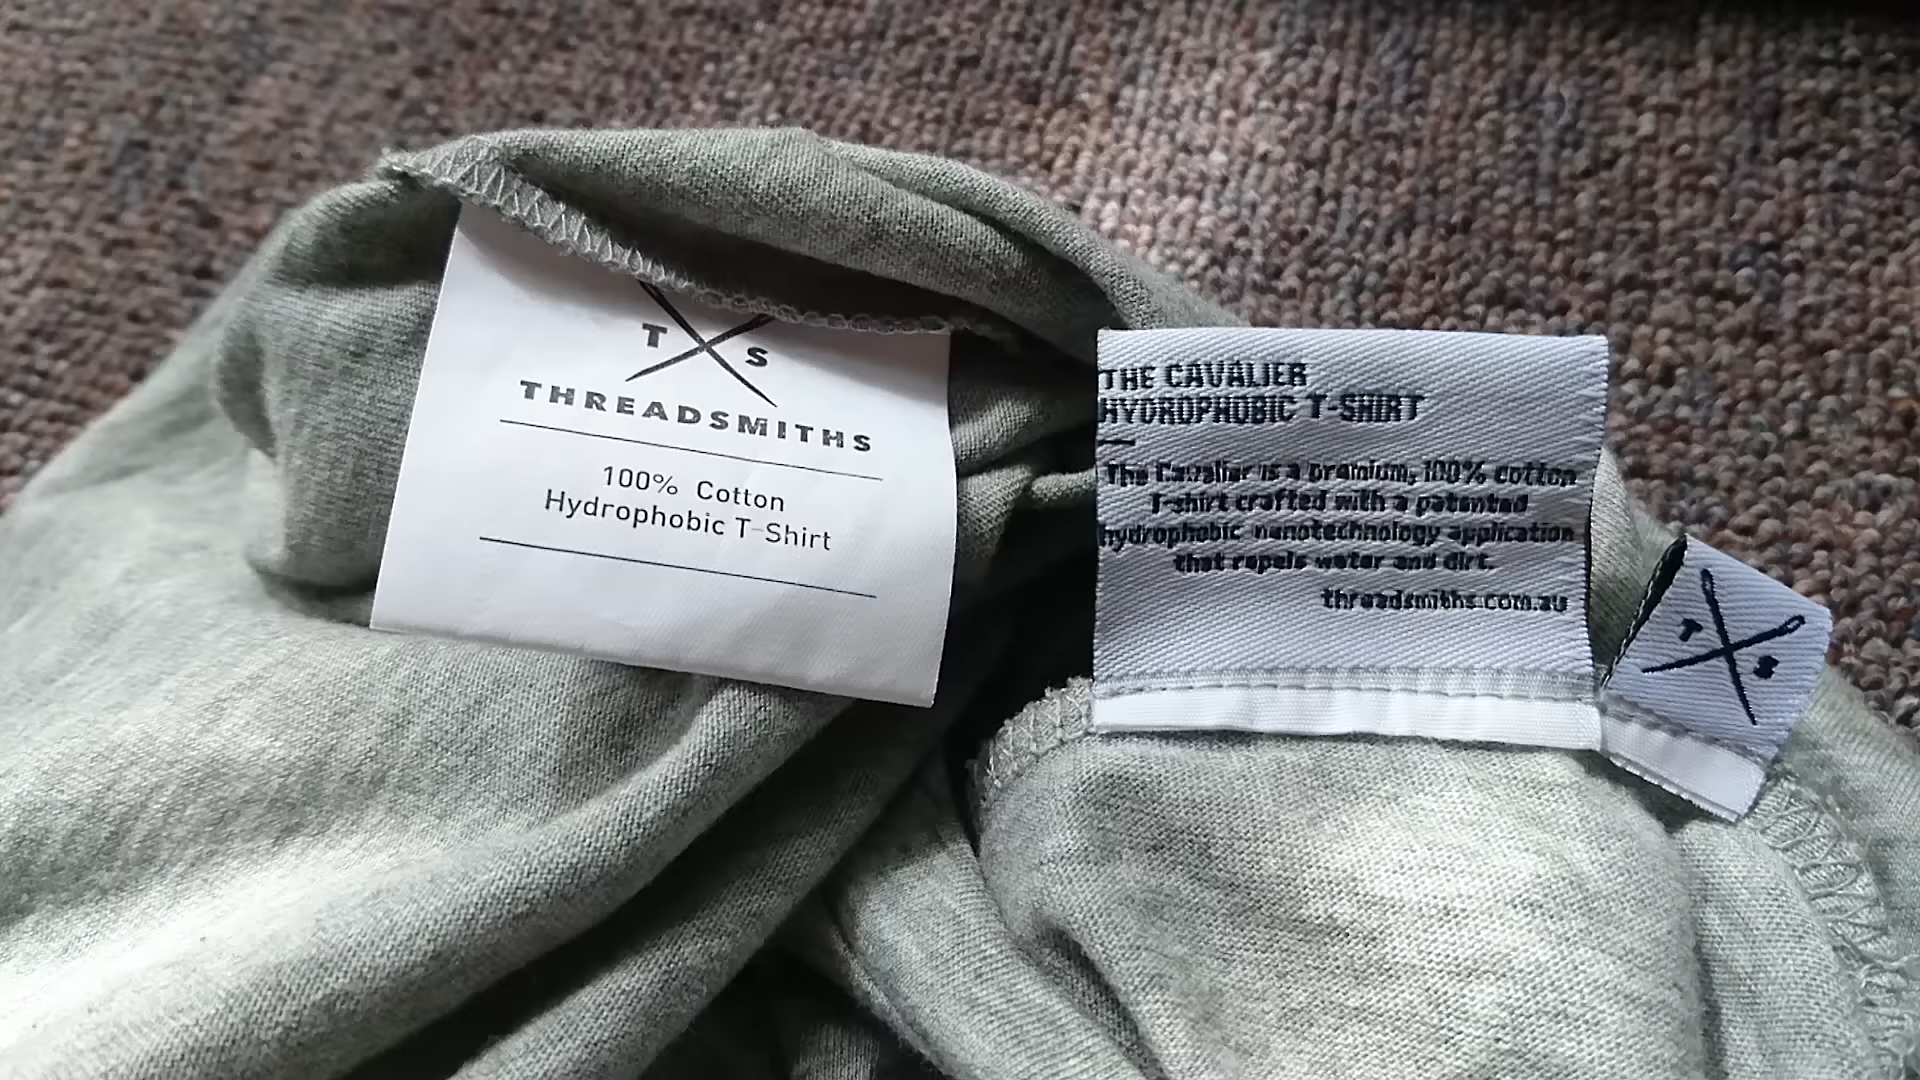 T S
THREADSMITHS
100% Cotton
Hydrophobic T-Shirt
THE CAVALIER
HYDROPHOBIC T-SHIRT
The Cavalier is a premium, 100% cotton
T-shirt crafted with a patented
hydrophobic nanotechnology application
that repels water and dirt.
threadsmiths.com.au
T S